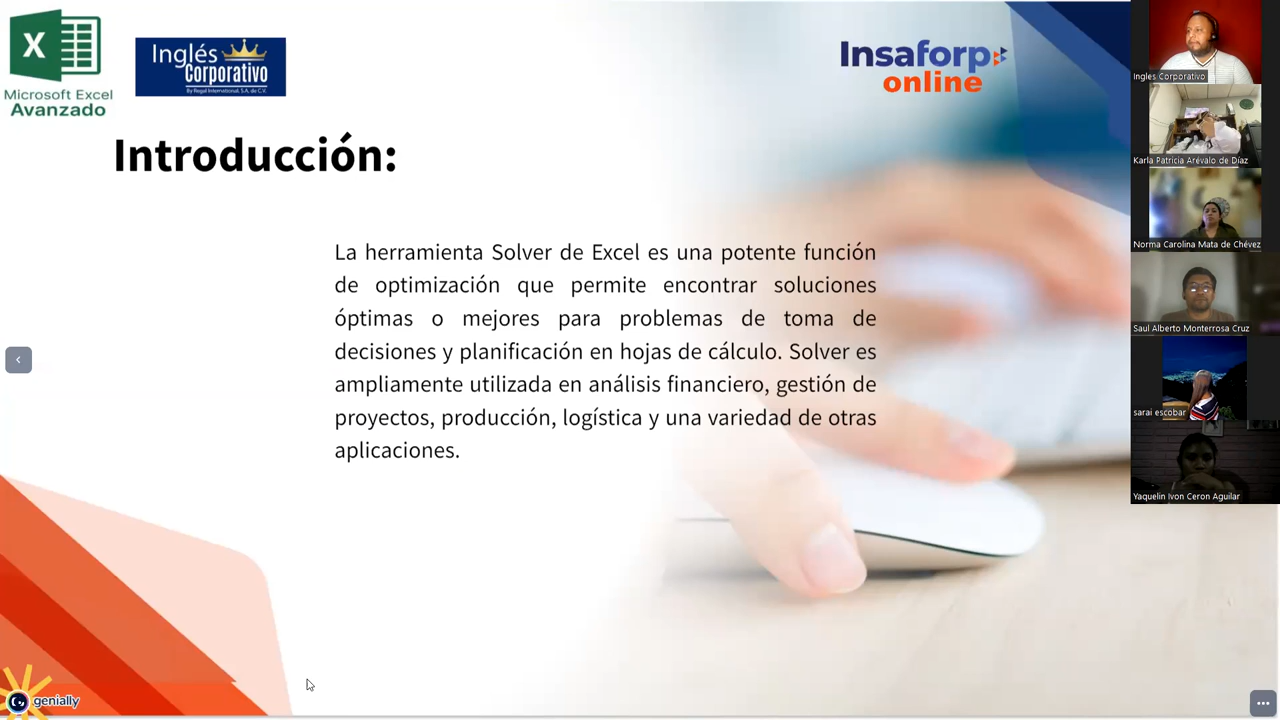 Microsoft Excel
Avanzado
Inglés
Corporativo
By Regal International, S.A. de C.V.
Insaforp
online
Introducción:
La herramienta Solver de Excel es una potente función
de optimización que permite encontrar soluciones
óptimas o mejores para problemas de toma de
decisiones y planificación en hojas de cálculo. Solver es
ampliamente utilizada en análisis financiero, gestión de
proyectos, producción, logística y una variedad de otras
aplicaciones.
genially
Ingles Corporativo
Karla Patricia Arévalo de Díaz
Norma Carolina Mata de Chévez
Saul Alberto Monterrosa Cruz
sarai escobar
Yaquelin Ivon Ceron Aguilar